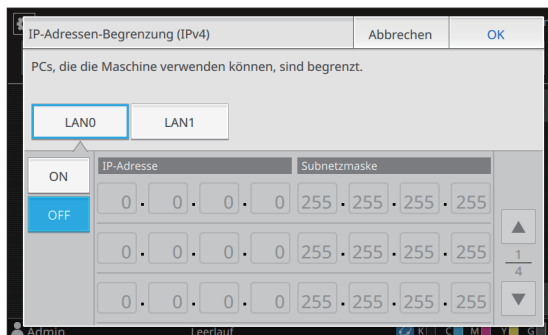 IP-Adressen-Begrenzung (IPv4) Abbrechen OK
PCs, die die Maschine verwenden können, sind begrenzt.
LAN0 LAN1
ON
OFF
IP-Adresse Subnetzmaske
0. 0. 0. 0 255. 255. 255. 255
0. 0. 0. 0 255. 255. 255. 255
0. 0. 0. 0 255. 255. 255. 255
1
4
Admin Leerlauf K C M Y G